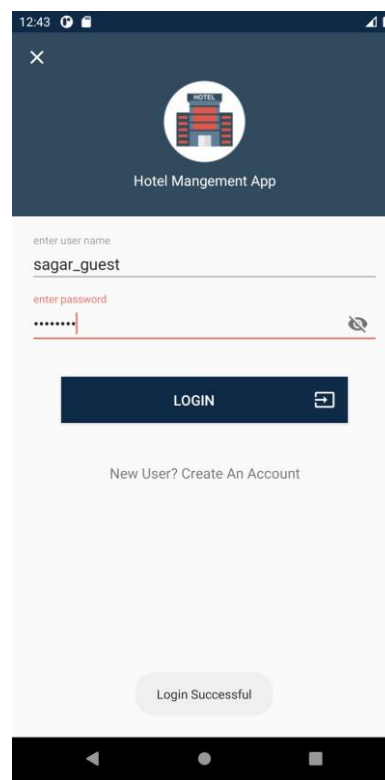 12:43
HOTEL
Hotel Mangement App
enter user name
sagar_guest
enter password
••••••••
LOGIN
New User? Create An Account
Login Successful